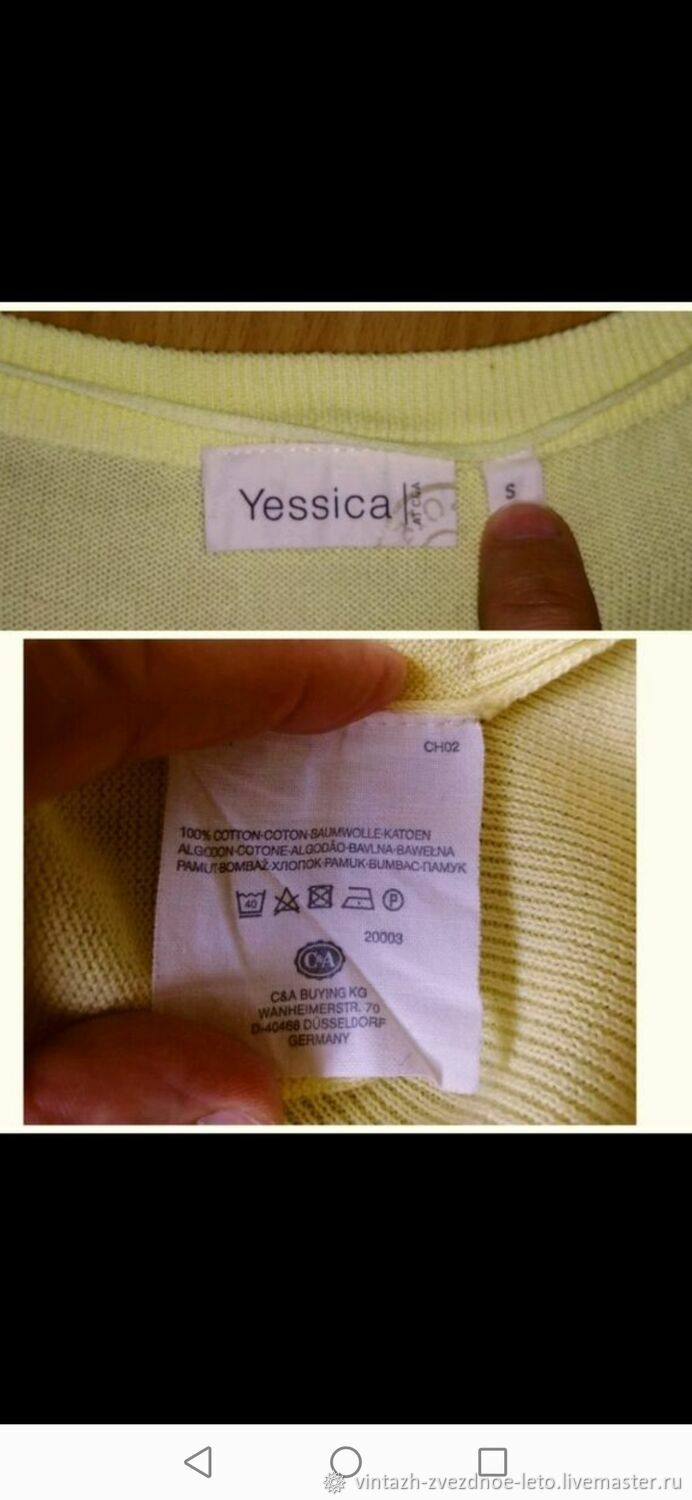 Yessica
AT C&A
S
CH02
100% COTTON·COTON·BAUMWOLLE·KATOEN
ALGODON·COTONE·ALGODÃO·BAVLNA·BAWEŁNA
PAMUT·BOMBAŽ·ХЛОПОК·PAMUK·BUMBAC·ПАМУК
40
P
20003
C&A
C&A BUYING KG
WANHEIMERSTR. 70
D-40468 DÜSSELDORF
GERMANY
vintazh-zvezdnoe-leto.livemaster.ru